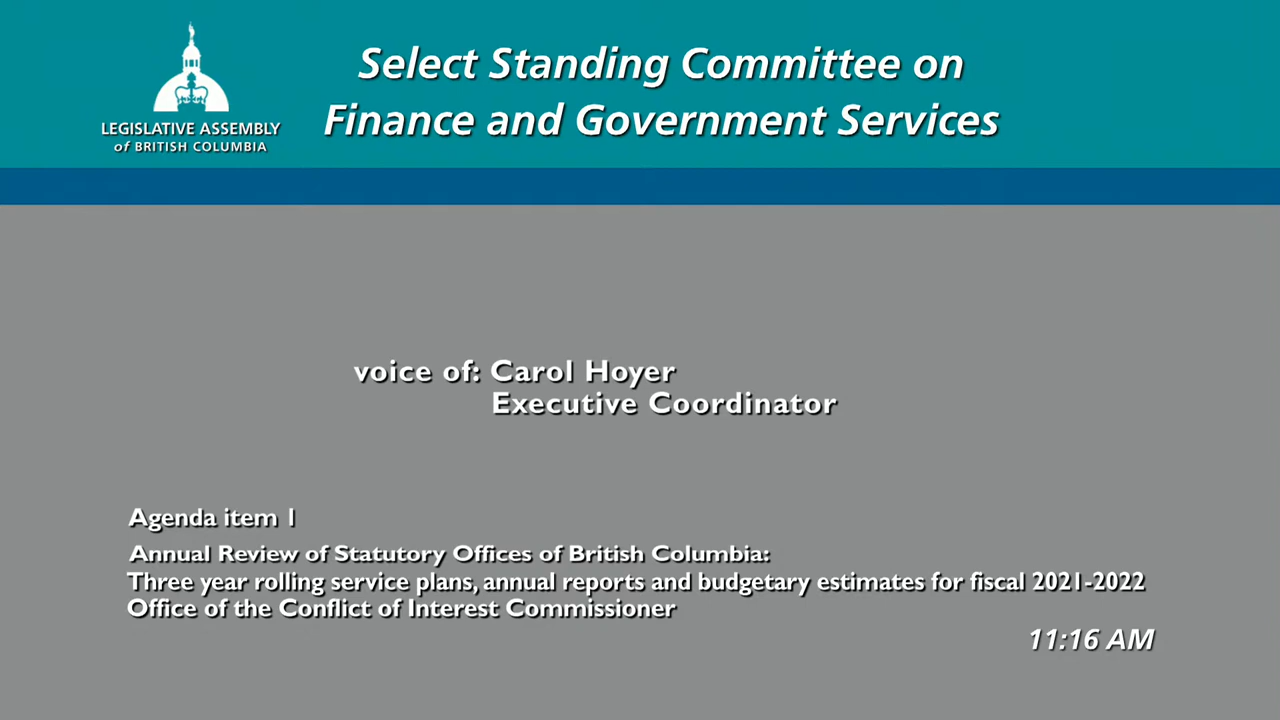 Select Standing Committee on
Finance and Government Services
LEGISLATIVE ASSEMBLY
of BRITISH COLUMBIA
voice of: Carol Hoyer
Executive Coordinator
Agenda item 1
Annual Review of Statutory Offices of British Columbia:
Three year rolling service plans, annual reports and budgetary estimates for fiscal 2021-2022
Office of the Conflict of Interest Commissioner
11:16 AM